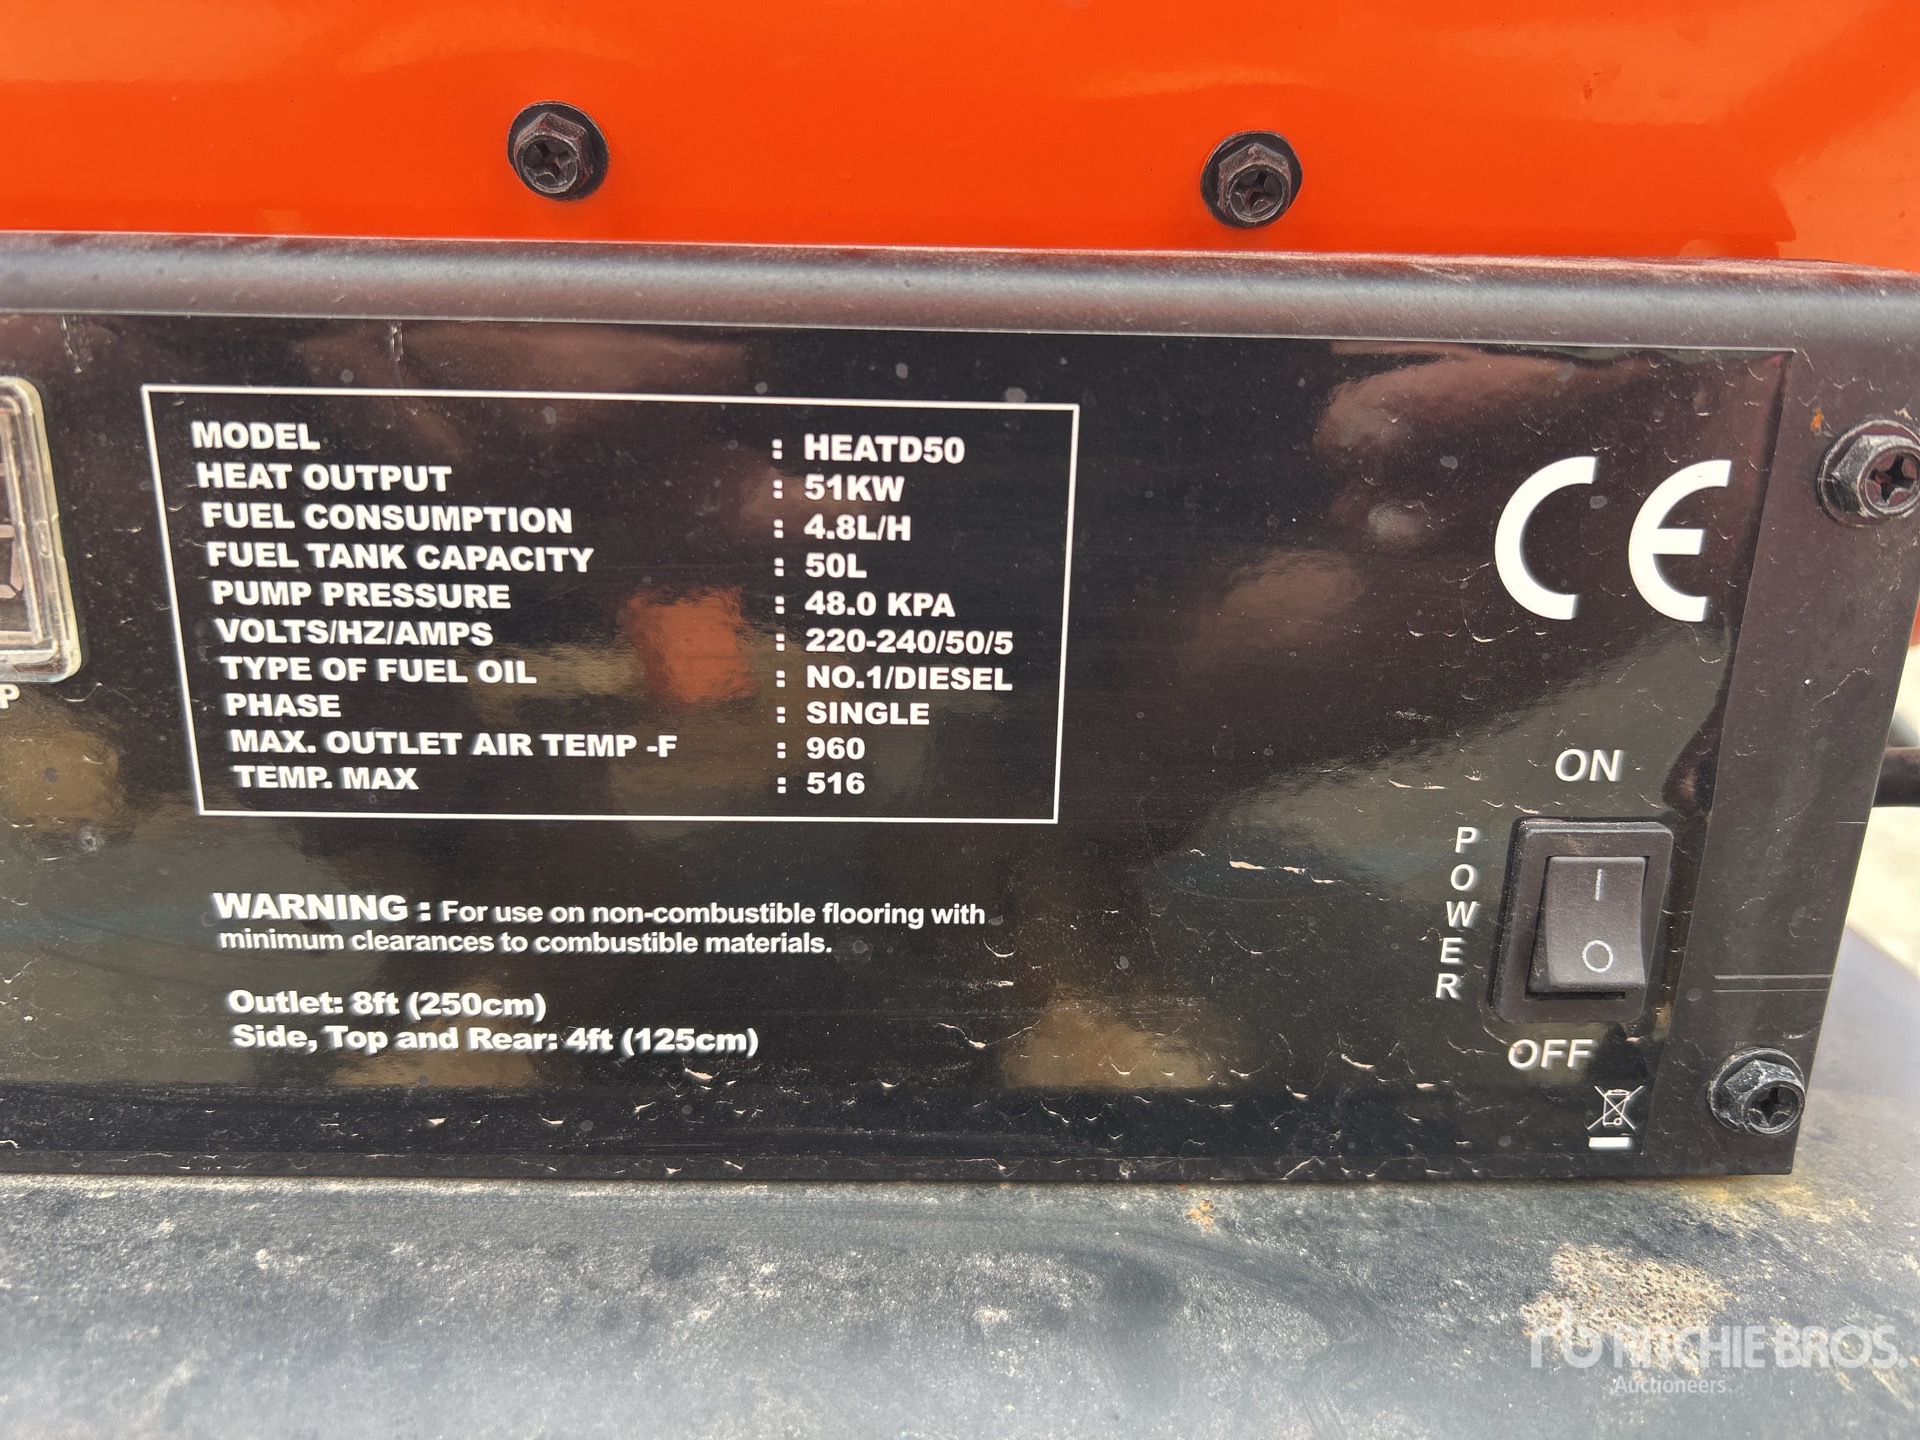 MODEL : HEATD50
HEAT OUTPUT : 51KW
FUEL CONSUMPTION : 4.8L/H
FUEL TANK CAPACITY : 50L
PUMP PRESSURE : 48.0 KPA
VOLTS/HZ/AMPS : 220-240/50/5
TYPE OF FUEL OIL : NO.1/DIESEL
PHASE : SINGLE
MAX. OUTLET AIR TEMP -F : 960
TEMP. MAX : 516
WARNING : For use on non-combustible flooring with
minimum clearances to combustible materials.
Outlet: 8ft (250cm)
Side, Top and Rear: 4ft (125cm)
P
CE
ON
POWER
I
O
OFF
rb RITCHIE BROS.
Auctioneers